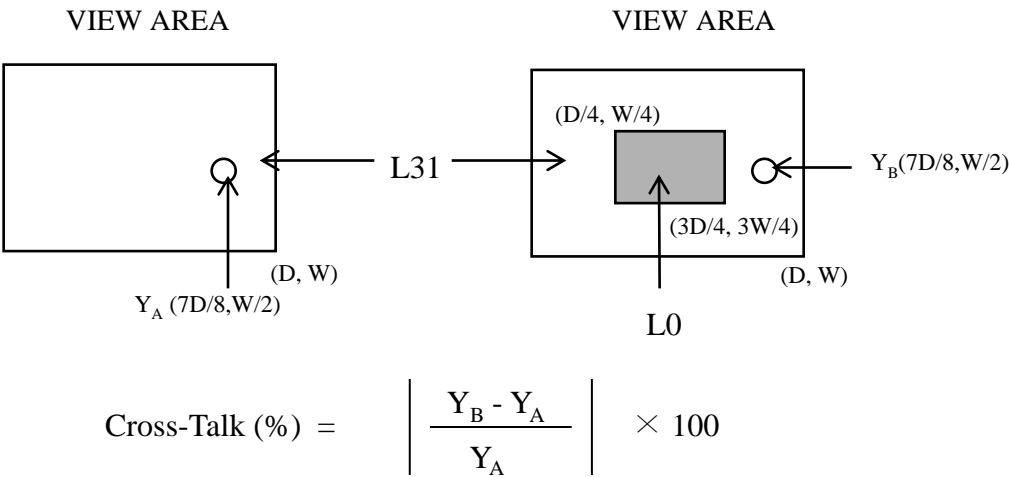 VIEW AREA
VIEW AREA
(D/4, W/4)
L31
Y_B(7D/8,W/2)
(3D/4, 3W/4)
(D, W)
(D, W)
Y_A (7D/8,W/2)
L0
Cross-Talk (%) = | (Y_B - Y_A) / Y_A | × 100